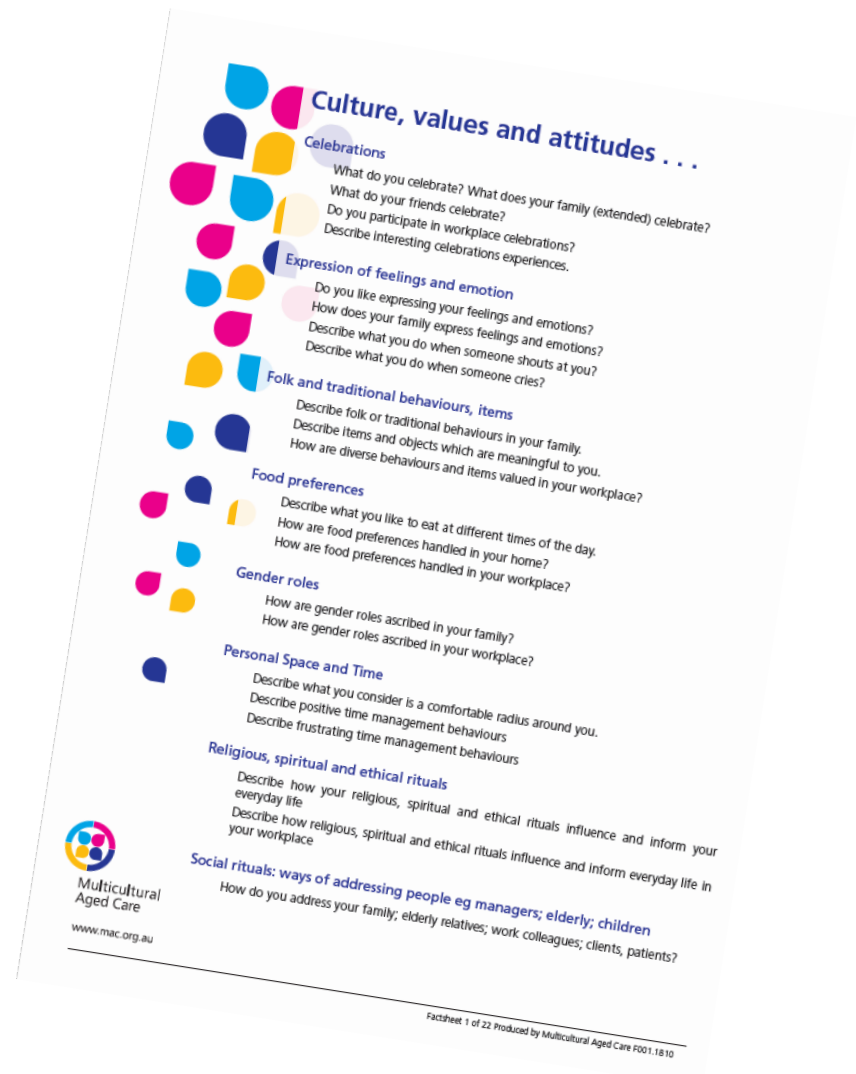 Culture, values and attitudes . . .
Celebrations
What do you celebrate? What does your family (extended) celebrate?
What do your friends celebrate?
Do you participate in workplace celebrations?
Describe interesting celebrations experiences.
Expression of feelings and emotion
Do you like expressing your feelings and emotions?
How does your family express feelings and emotions?
Describe what you do when someone shouts at you?
Describe what you do when someone cries?
Folk and traditional behaviours, items
Describe folk or traditional behaviours in your family.
Describe items and objects which are meaningful to you.
How are diverse behaviours and items valued in your workplace?
Food preferences
Describe what you like to eat at different times of the day.
How are food preferences handled in your home?
How are food preferences handled in your workplace?
Gender roles
How are gender roles ascribed in your family?
How are gender roles ascribed in your workplace?
Personal Space and Time
Describe what you consider is a comfortable radius around you.
Describe positive time management behaviours
Describe frustrating time management behaviours
Religious, spiritual and ethical rituals
Describe how your religious, spiritual and ethical rituals influence and inform your
everyday life
Describe how religious, spiritual and ethical rituals influence and inform everyday life in
your workplace
Social rituals: ways of addressing people eg managers; elderly; children
How do you address your family; elderly relatives; work colleagues; clients, patients?
Multicultural
Aged Care
www.mac.org.au
Factsheet 1 of 22 Produced by Multicultural Aged Care F001.1810